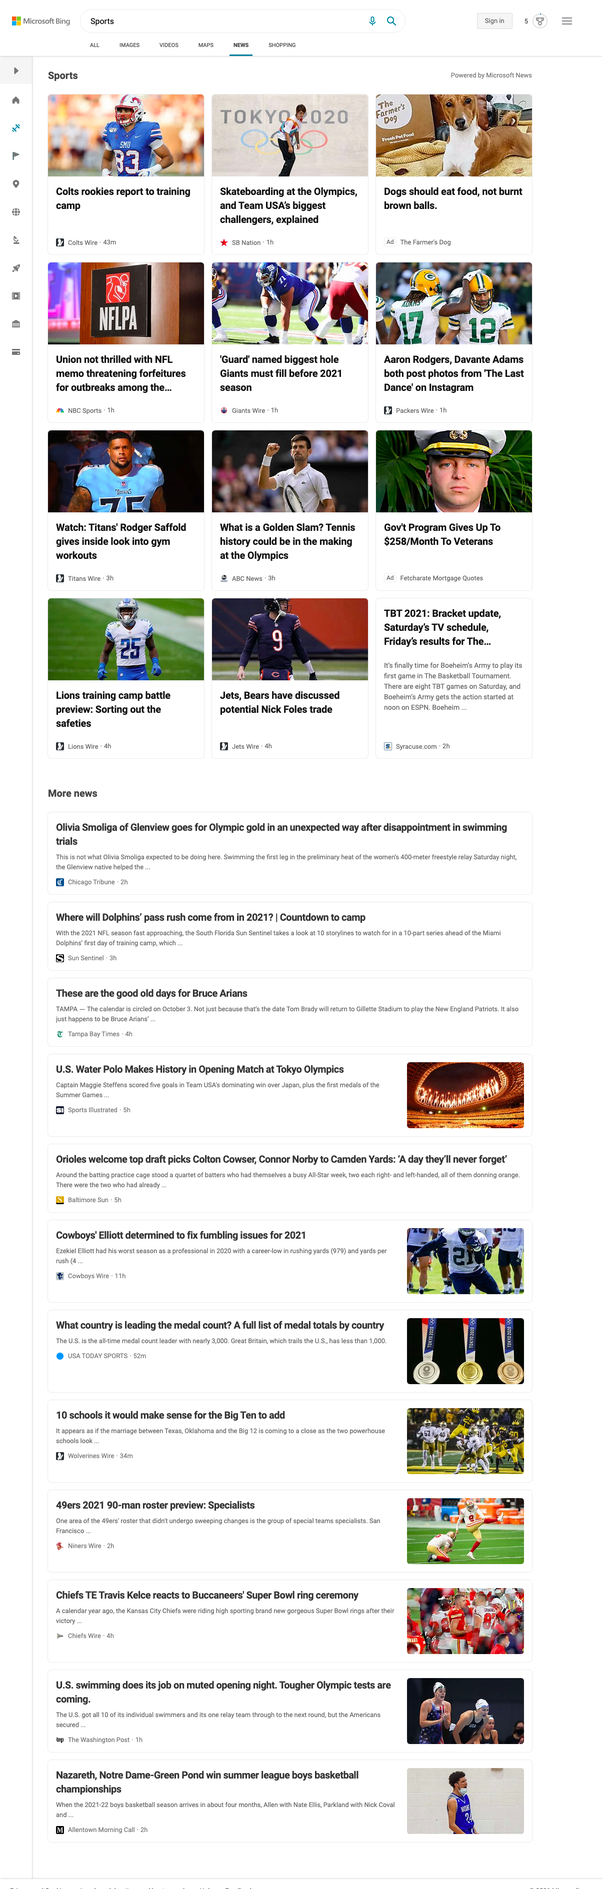 Microsoft Bing
Sports
Sign in
5
ALL IMAGES VIDEOS MAPS NEWS SHOPPING
Sports
Powered by Microsoft News
SMU
83
TOKYO 2020
The Farmer's Dog
Fresh Pet Food
Colts rookies report to training
camp
Colts Wire · 43m
Skateboarding at the Olympics,
and Team USA's biggest
challengers, explained
SB Nation · 1h
Dogs should eat food, not burnt
brown balls.
Ad The Farmer's Dog
NFLPA
17
12
Union not thrilled with NFL
memo threatening forfeitures
for outbreaks among the...
NBC Sports · 1h
'Guard' named biggest hole
Giants must fill before 2021
season
Giants Wire · 1h
Aaron Rodgers, Davante Adams
both post photos from 'The Last
Dance' on Instagram
Packers Wire · 1h
TITANS
Watch: Titans' Rodger Saffold
gives inside look into gym
workouts
Titans Wire · 3h
What is a Golden Slam? Tennis
history could be in the making
at the Olympics
ABC News · 3h
Gov't Program Gives Up To
$258/Month To Veterans
Ad Fetcharate Mortgage Quotes
25
9
Lions training camp battle
preview: Sorting out the
safeties
Lions Wire · 4h
Jets, Bears have discussed
potential Nick Foles trade
Jets Wire · 4h
TBT 2021: Bracket update,
Saturday's TV schedule,
Friday's results for The...
It's finally time for Boeheim's Army to play its
first game in The Basketball Tournament.
There are eight TBT games on Saturday, and
Boeheim's Army gets the action started at
noon on ESPN. Boeheim ...
Syracuse.com · 2h
More news
Olivia Smoliga of Glenview goes for Olympic gold in an unexpected way after disappointment in swimming
trials
This is not what Olivia Smoliga expected to be doing here. Swimming the first leg in the preliminary heat of the women's 400-meter freestyle relay Saturday night,
the Glenview native helped the ...
Chicago Tribune · 2h
Where will Dolphins' pass rush come from in 2021? | Countdown to camp
With the 2021 NFL season fast approaching, the South Florida Sun Sentinel takes a look at 10 storylines to watch for in a 10-part series ahead of the Miami
Dolphins' first day of training camp, which ...
Sun Sentinel · 3h
These are the good old days for Bruce Arians
TAMPA — The calendar is circled on October 3. Not just because that's the date Tom Brady will return to Gillette Stadium to play the New England Patriots. It also
just happens to be Bruce Arians' ...
Tampa Bay Times · 4h
U.S. Water Polo Makes History in Opening Match at Tokyo Olympics
Captain Maggie Steffens scored five goals in Team USA's dominating win over Japan, plus the first medals of the
Summer Games ...
Sports Illustrated · 5h
Orioles welcome top draft picks Colton Cowser, Connor Norby to Camden Yards: 'A day they'll never forget'
Around the batting practice cage stood a quartet of batters who had themselves a busy All-Star week, two each right- and left-handed, all of them donning orange.
There were the two who had already ...
Baltimore Sun · 5h
Cowboys' Elliott determined to fix fumbling issues for 2021
Ezekiel Elliott had his worst season as a professional in 2020 with a career-low in rushing yards (979) and yards per
rush (4 ...
Cowboys Wire · 11h
21
What country is leading the medal count? A full list of medal totals by country
The U.S. is the all-time medal count leader with nearly 3,000. Great Britain, which trails the U.S., has less than 1,000.
USA TODAY SPORTS · 52m
10 schools it would make sense for the Big Ten to add
It appears as if the marriage between Texas, Oklahoma and the Big 12 is coming to a close as the two powerhouse
schools look ...
Wolverines Wire · 34m
49ers 2021 90-man roster preview: Specialists
One area of the 49ers' roster that didn't undergo sweeping changes is the group of special teams specialists. San
Francisco ...
Niners Wire · 2h
Chiefs TE Travis Kelce reacts to Buccaneers' Super Bowl ring ceremony
A calendar year ago, the Kansas City Chiefs were riding high sporting brand new gorgeous Super Bowl rings after their
victory ...
Chiefs Wire · 4h
U.S. swimming does its job on muted opening night. Tougher Olympic tests are
coming.
The U.S. got all 10 of its individual swimmers and its one relay team through to the next round, but the Americans
secured ...
The Washington Post · 1h
Nazareth, Notre Dame-Green Pond win summer league boys basketball
championships
When the 2021-22 boys basketball season arrives in about four months, Allen with Nate Ellis, Parkland with Nick Coval
and ...
Allentown Morning Call · 2h